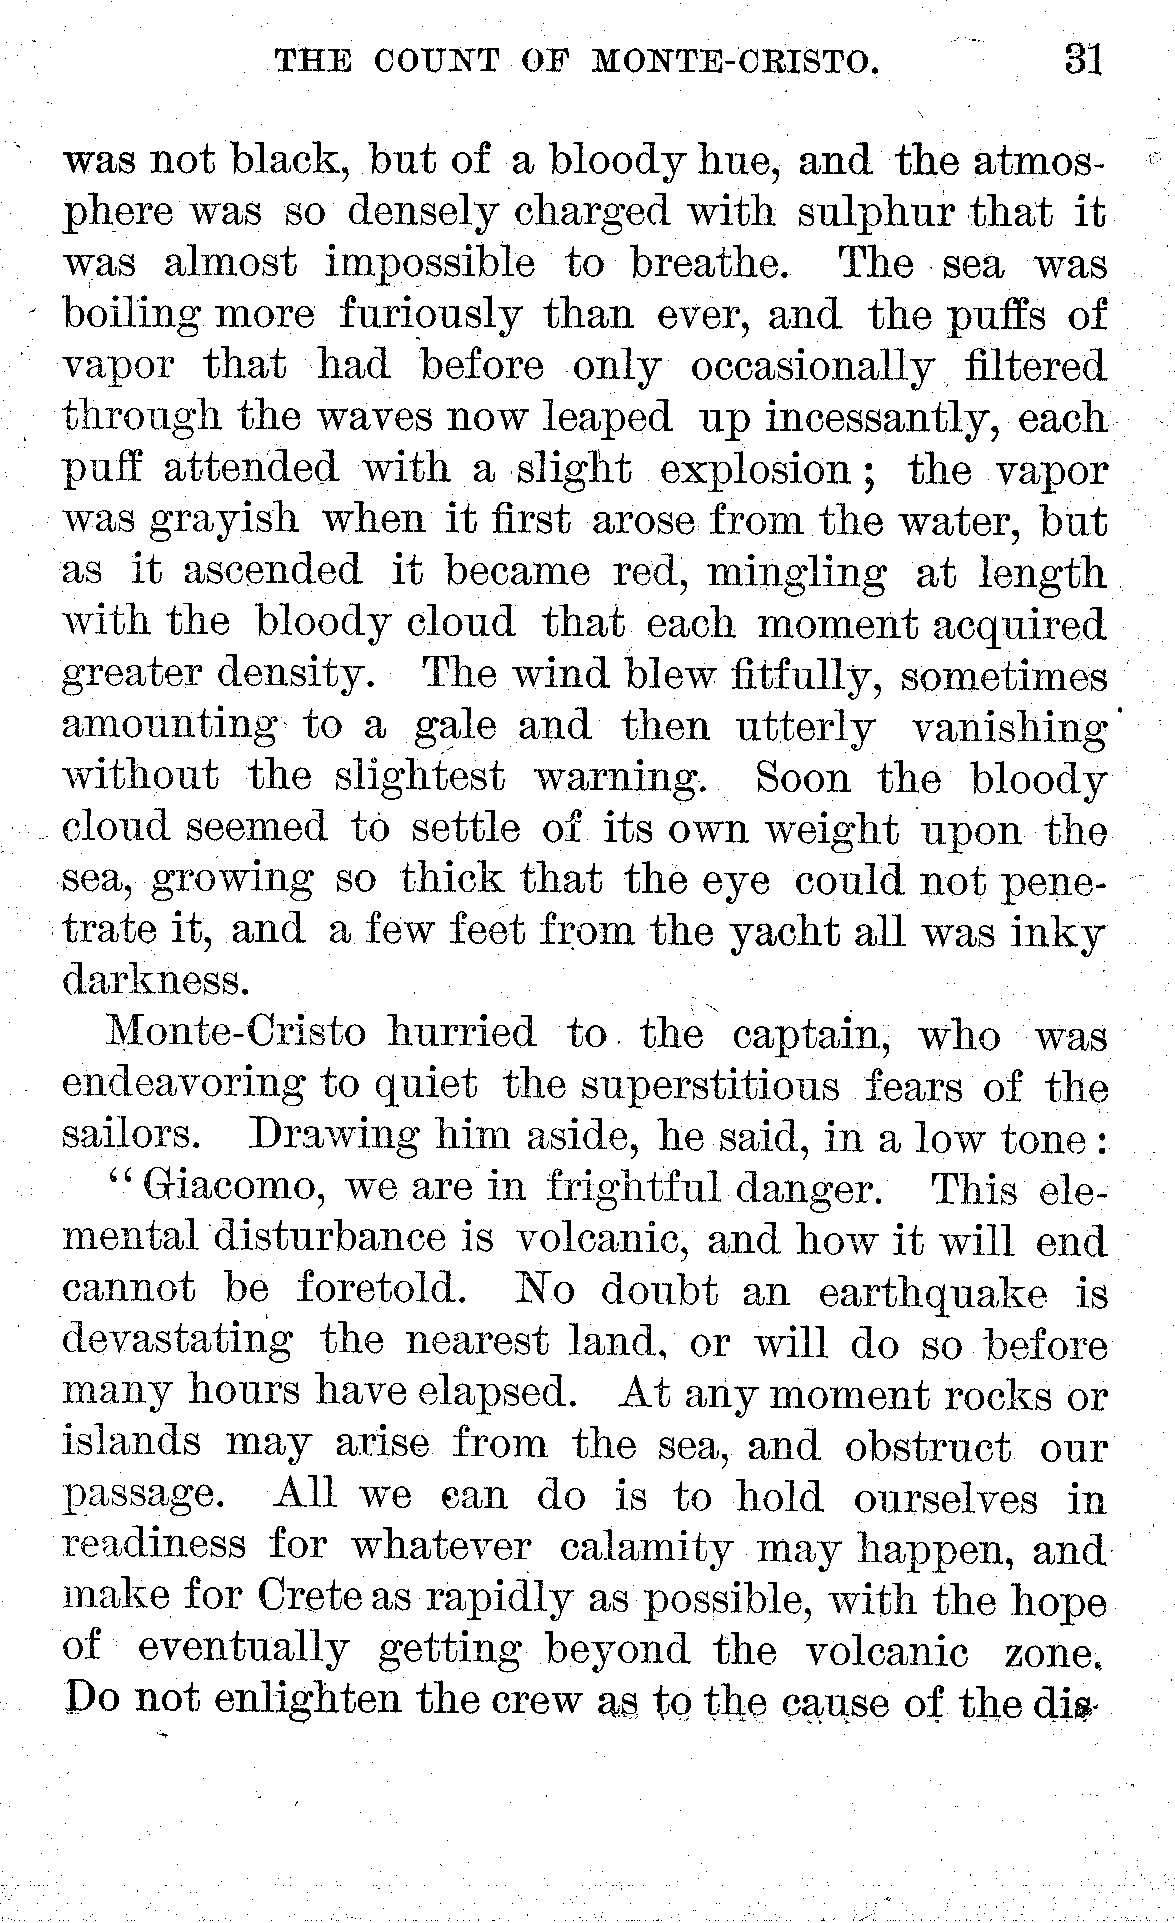 THE COUNT OF MONTE-CRISTO. 31
was not black, but of a bloody hue, and the atmos-
phere was so densely charged with sulphur that it
was almost impossible to breathe. The sea was
boiling more furiously than ever, and the puffs of
vapor that had before only occasionally filtered
through the waves now leaped up incessantly, each
puff attended with a slight explosion; the vapor
was grayish when it first arose from the water, but
as it ascended it became red, mingling at length
with the bloody cloud that each moment acquired
greater density. The wind blew fitfully, sometimes
amounting to a gale and then utterly vanishing
without the slightest warning. Soon the bloody
cloud seemed to settle of its own weight upon the
sea, growing so thick that the eye could not pene-
trate it, and a few feet from the yacht all was inky
darkness.
Monte-Cristo hurried to the captain, who was
endeavoring to quiet the superstitious fears of the
sailors. Drawing him aside, he said, in a low tone:
“Giacomo, we are in frightful danger. This ele-
mental disturbance is volcanic, and how it will end
cannot be foretold. No doubt an earthquake is
devastating the nearest land, or will do so before
many hours have elapsed. At any moment rocks or
islands may arise from the sea, and obstruct our
passage. All we can do is to hold ourselves in
readiness for whatever calamity may happen, and
make for Crete as rapidly as possible, with the hope
of eventually getting beyond the volcanic zone.
Do not enlighten the crew as to the cause of the dis-